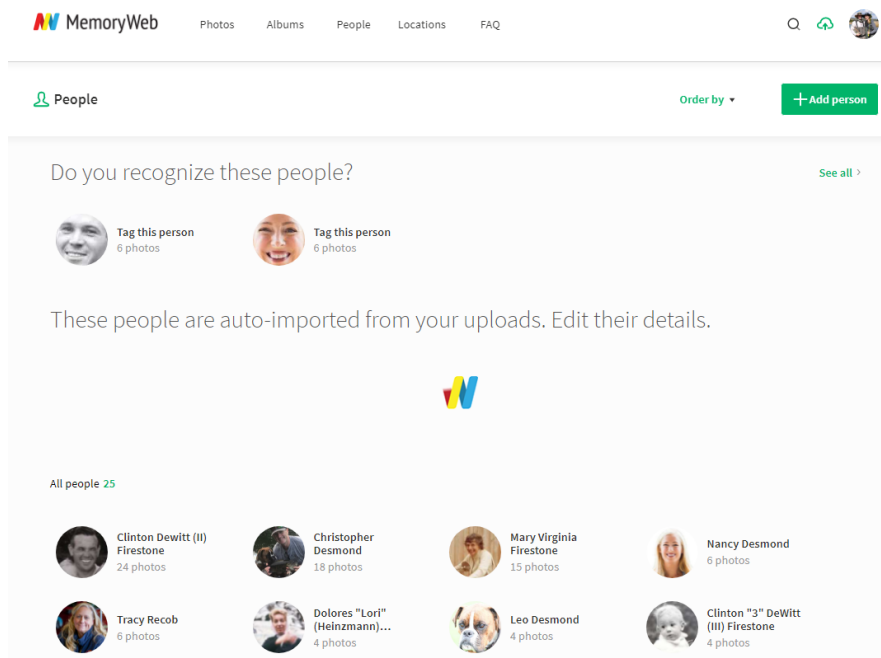 MemoryWeb
Photos Albums People Locations FAQ
People
Order by
Add person
Do you recognize these people?
See all
Tag this person
6 photos
Tag this person
6 photos
These people are auto-imported from your uploads. Edit their details.
All people 25
Clinton Dewitt (II)
Firestone
24 photos
Christopher
Desmond
18 photos
Mary Virginia
Firestone
15 photos
Nancy Desmond
6 photos
Tracy Recob
6 photos
Dolores "Lori"
(Heinzmann)...
4 photos
Leo Desmond
4 photos
Clinton "3" DeWitt
(III) Firestone
4 photos